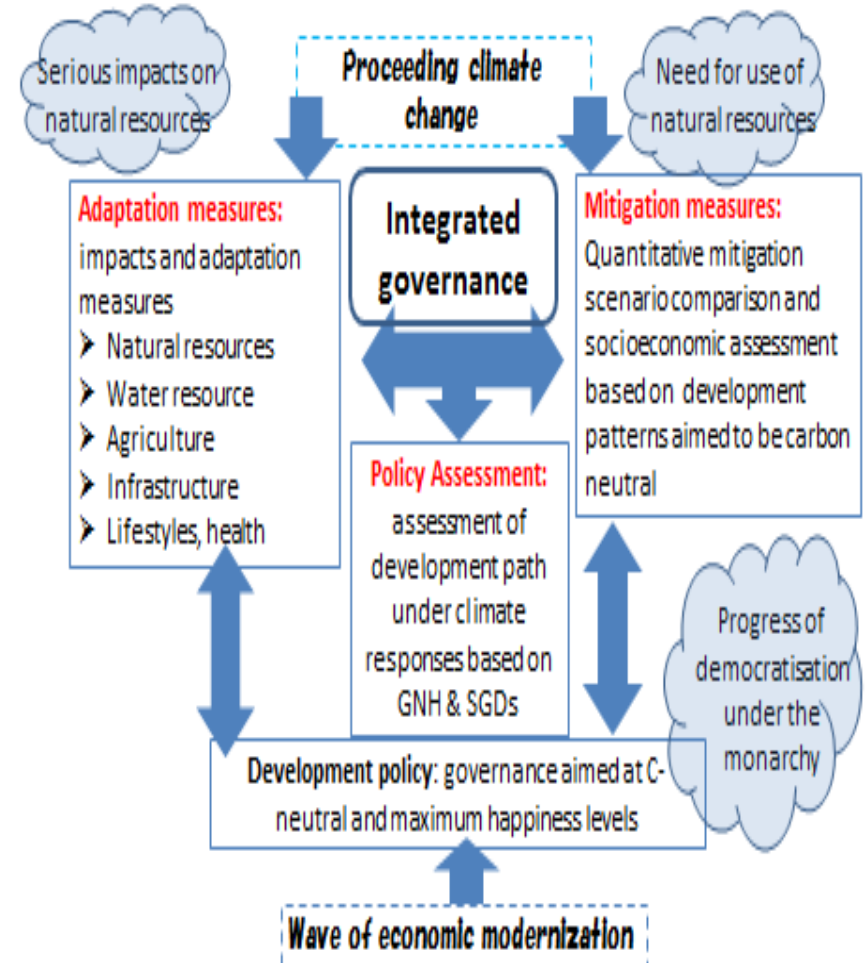 Serious impacts on
natural resources
Proceeding climate
change
Need for use of
natural resources
Adaptation measures:
impacts and adaptation
measures
➤ Natural resources
➤ Water resource
➤ Agriculture
➤ Infrastructure
➤ Lifestyles, health
Integrated
governance
Mitigation measures:
Quantitative mitigation
scenario comparison and
socioeconomic assessment
based on development
patterns aimed to be carbon
neutral
Policy Assessment:
assessment of
development path
under climate
responses based on
GNH & SGDs
Progress of
democratisation
under the
monarchy
Development policy: governance aimed at C-
neutral and maximum happiness levels
Wave of economic modernization